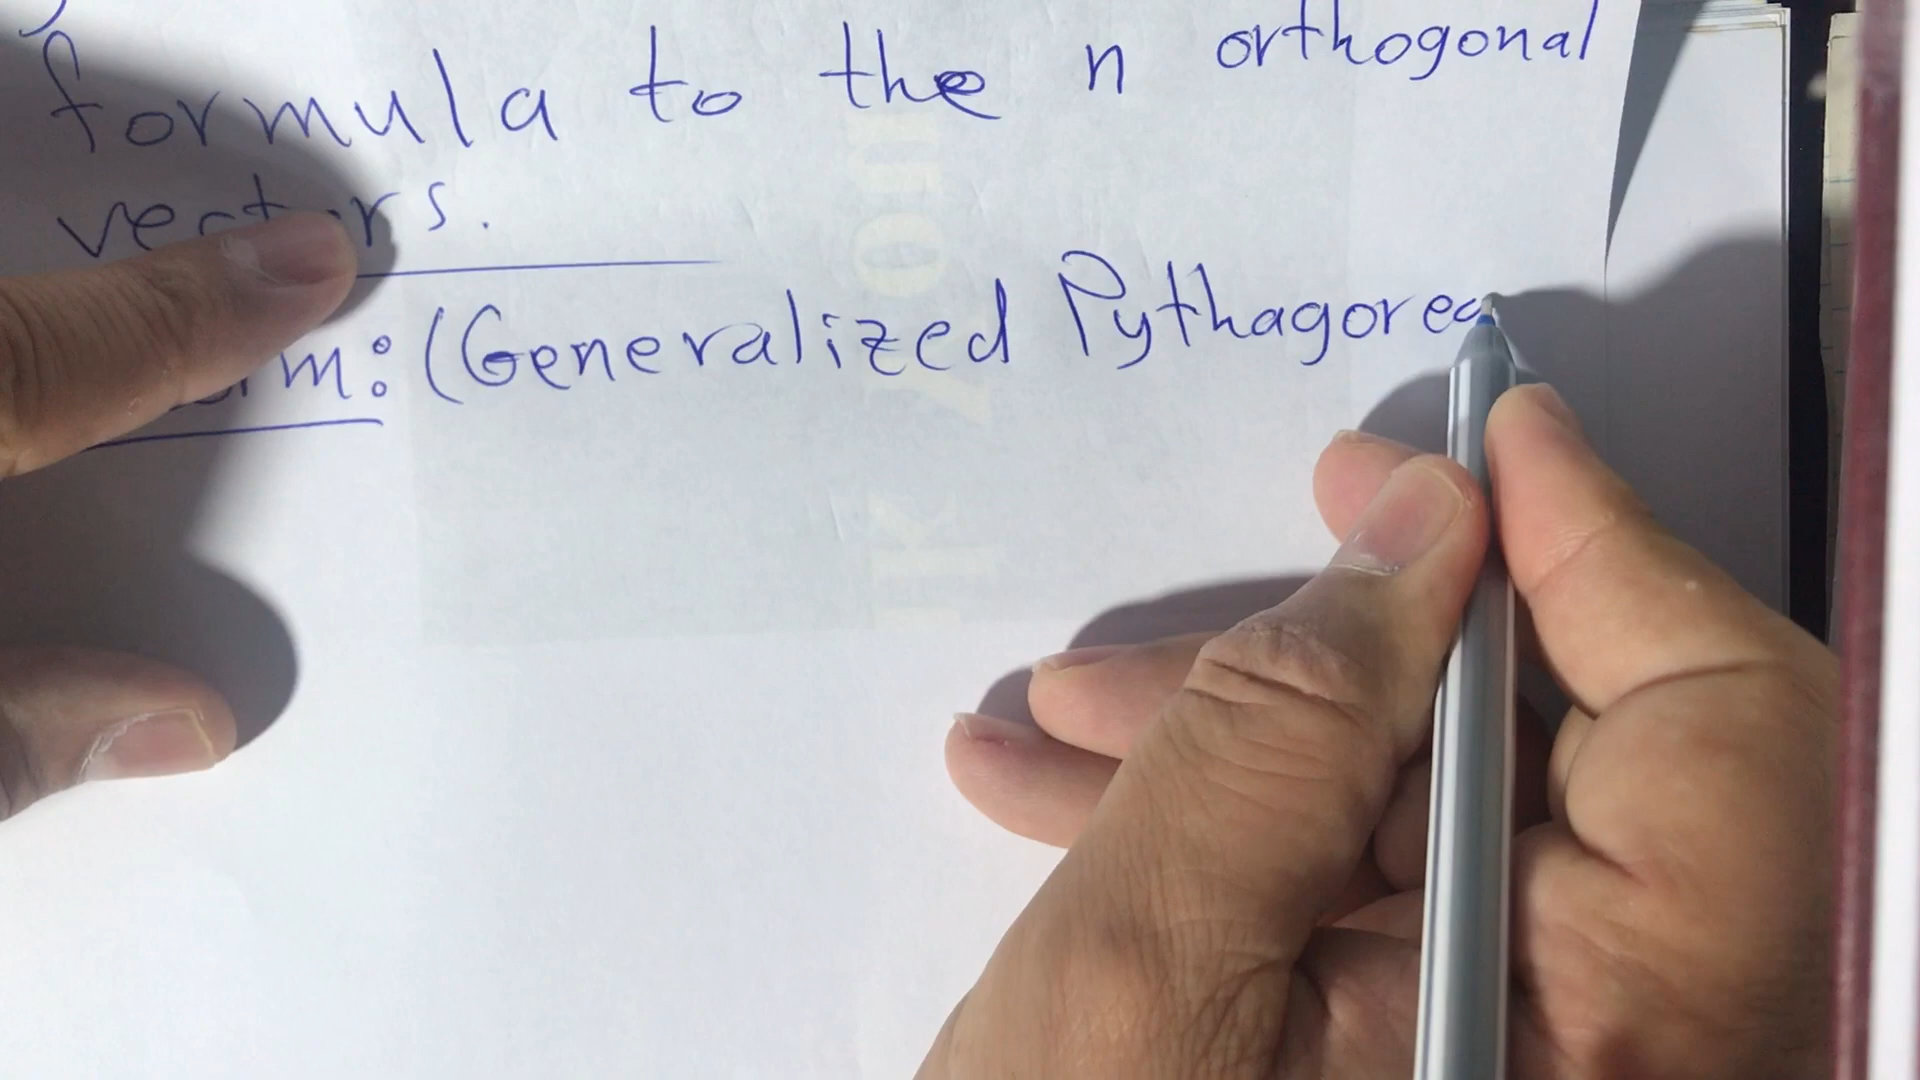 formula to the n orthogonal
vectors.
m: (Generalized Pythagorea